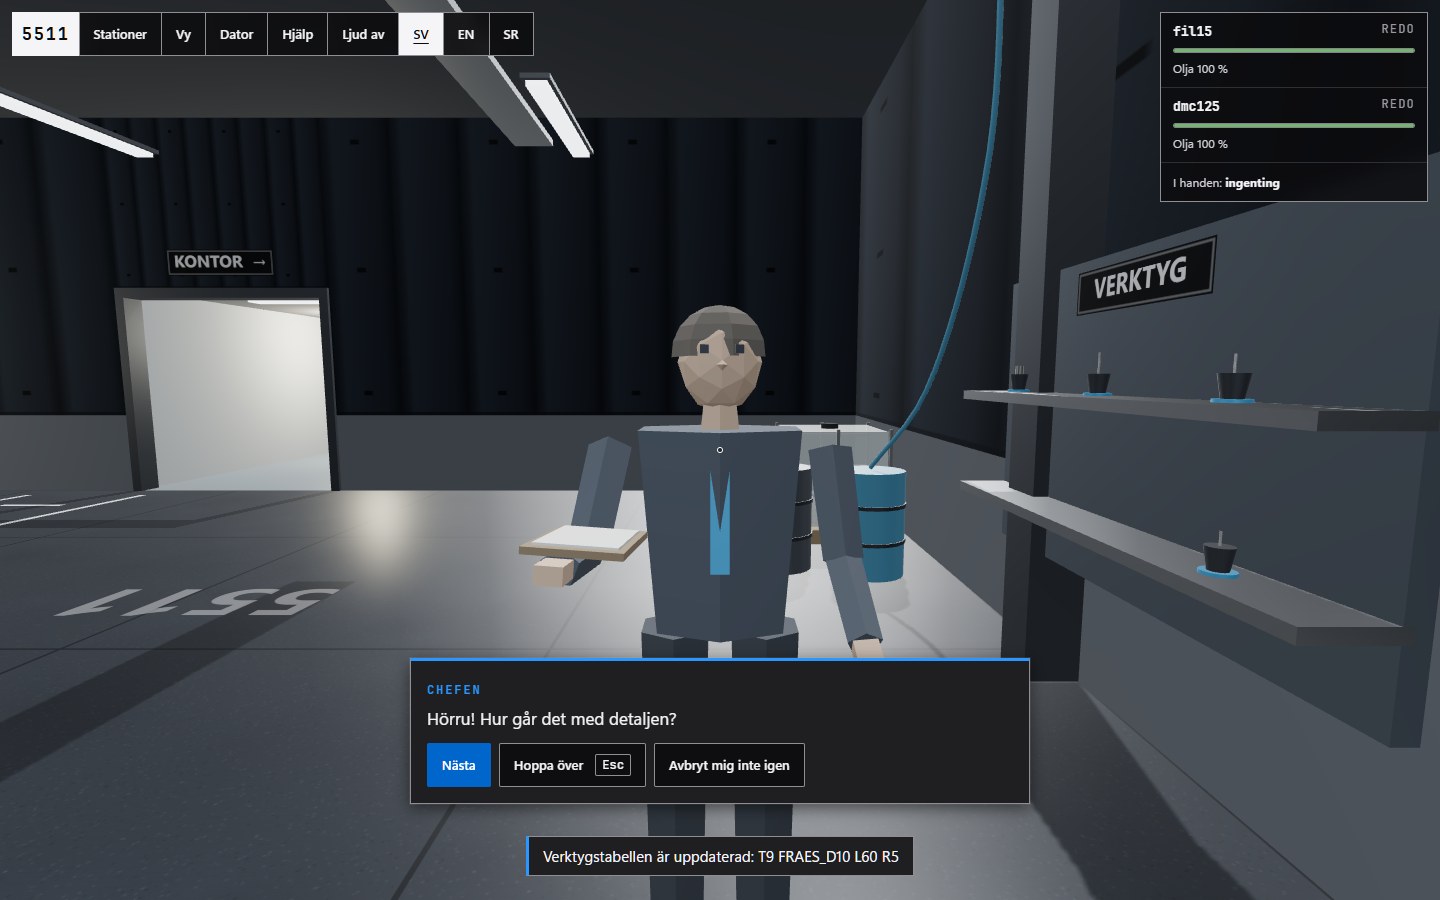 5511 Stationer Vy Dator Hjälp Ljud av SV EN SR
fil15 REDO
Olja 100 %
dmc125 REDO
Olja 100 %
I handen: ingenting
KONTOR →
VERKTYG
5511
CHEFEN
Hörru! Hur går det med detaljen?
Nästa Hoppa över Esc Avbryt mig inte igen
Verktygstabellen är uppdaterad: T9 FRAES_D10 L60 R5